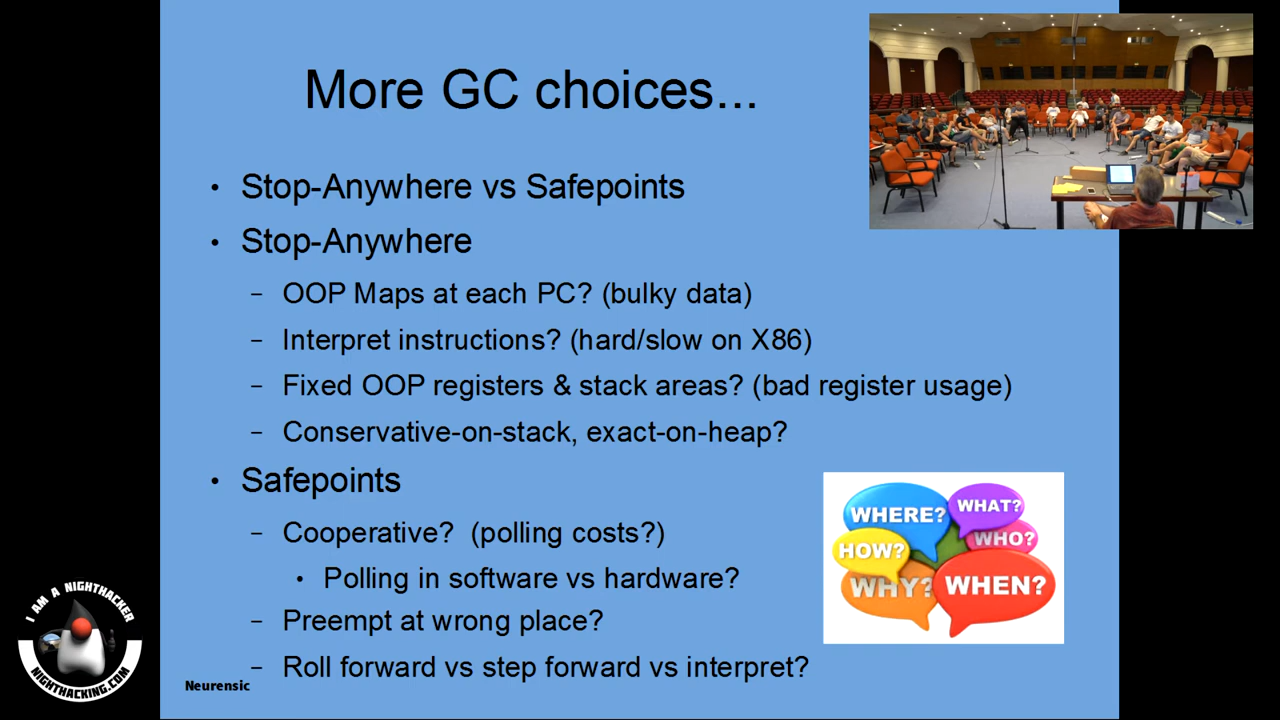 More GC choices...
• Stop-Anywhere vs Safepoints
• Stop-Anywhere
– OOP Maps at each PC? (bulky data)
– Interpret instructions? (hard/slow on X86)
– Fixed OOP registers & stack areas? (bad register usage)
– Conservative-on-stack, exact-on-heap?
• Safepoints
– Cooperative?  (polling costs?)
• Polling in software vs hardware?
– Preempt at wrong place?
– Roll forward vs step forward vs interpret?
WHERE?
WHAT?
HOW?
WHO?
WHY?
WHEN?
I AM A NIGHTHACKER
NIGHTHACKING.COM
Neurensic